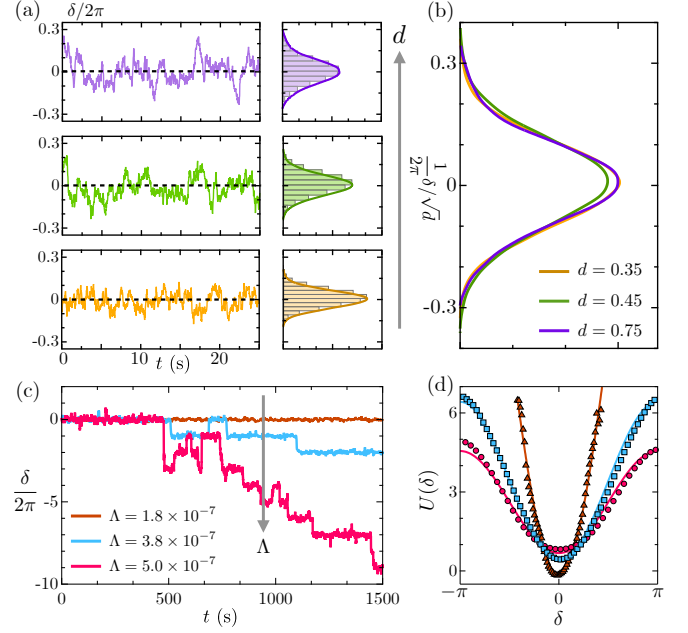 (a)
δ/2π
0.3
0
-0.3
0.3
0
-0.3
0.3
0
-0.3
0 10 20
t (s)
d
(b)
0.3
0
-0.3
1/2π δ/√d
d = 0.35
d = 0.45
d = 0.75
(c)
0
-5
-10
δ/2π
Λ = 1.8 × 10⁻⁷
Λ = 3.8 × 10⁻⁷
Λ = 5.0 × 10⁻⁷
Λ
0 500 1000 1500
t (s)
(d)
6
3
0
U(δ)
-π 0 π
δ